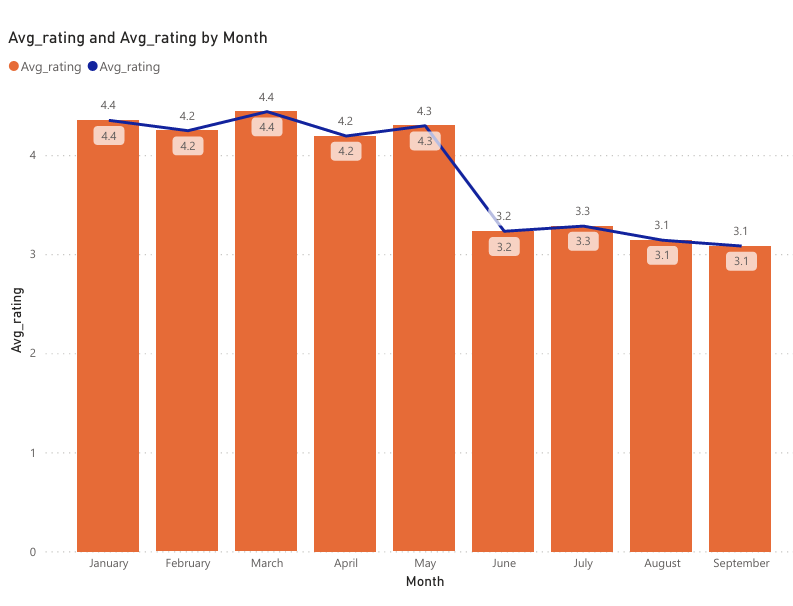 Avg_rating and Avg_rating by Month
Avg_rating Avg_rating
4.4 4.2 4.4 4.2 4.3 3.2 3.3 3.1 3.1
4.4 4.2 4.4 4.2 4.3 3.2 3.3 3.1 3.1
4
3
2
1
0
Avg_rating
January February March April May June July August September
Month